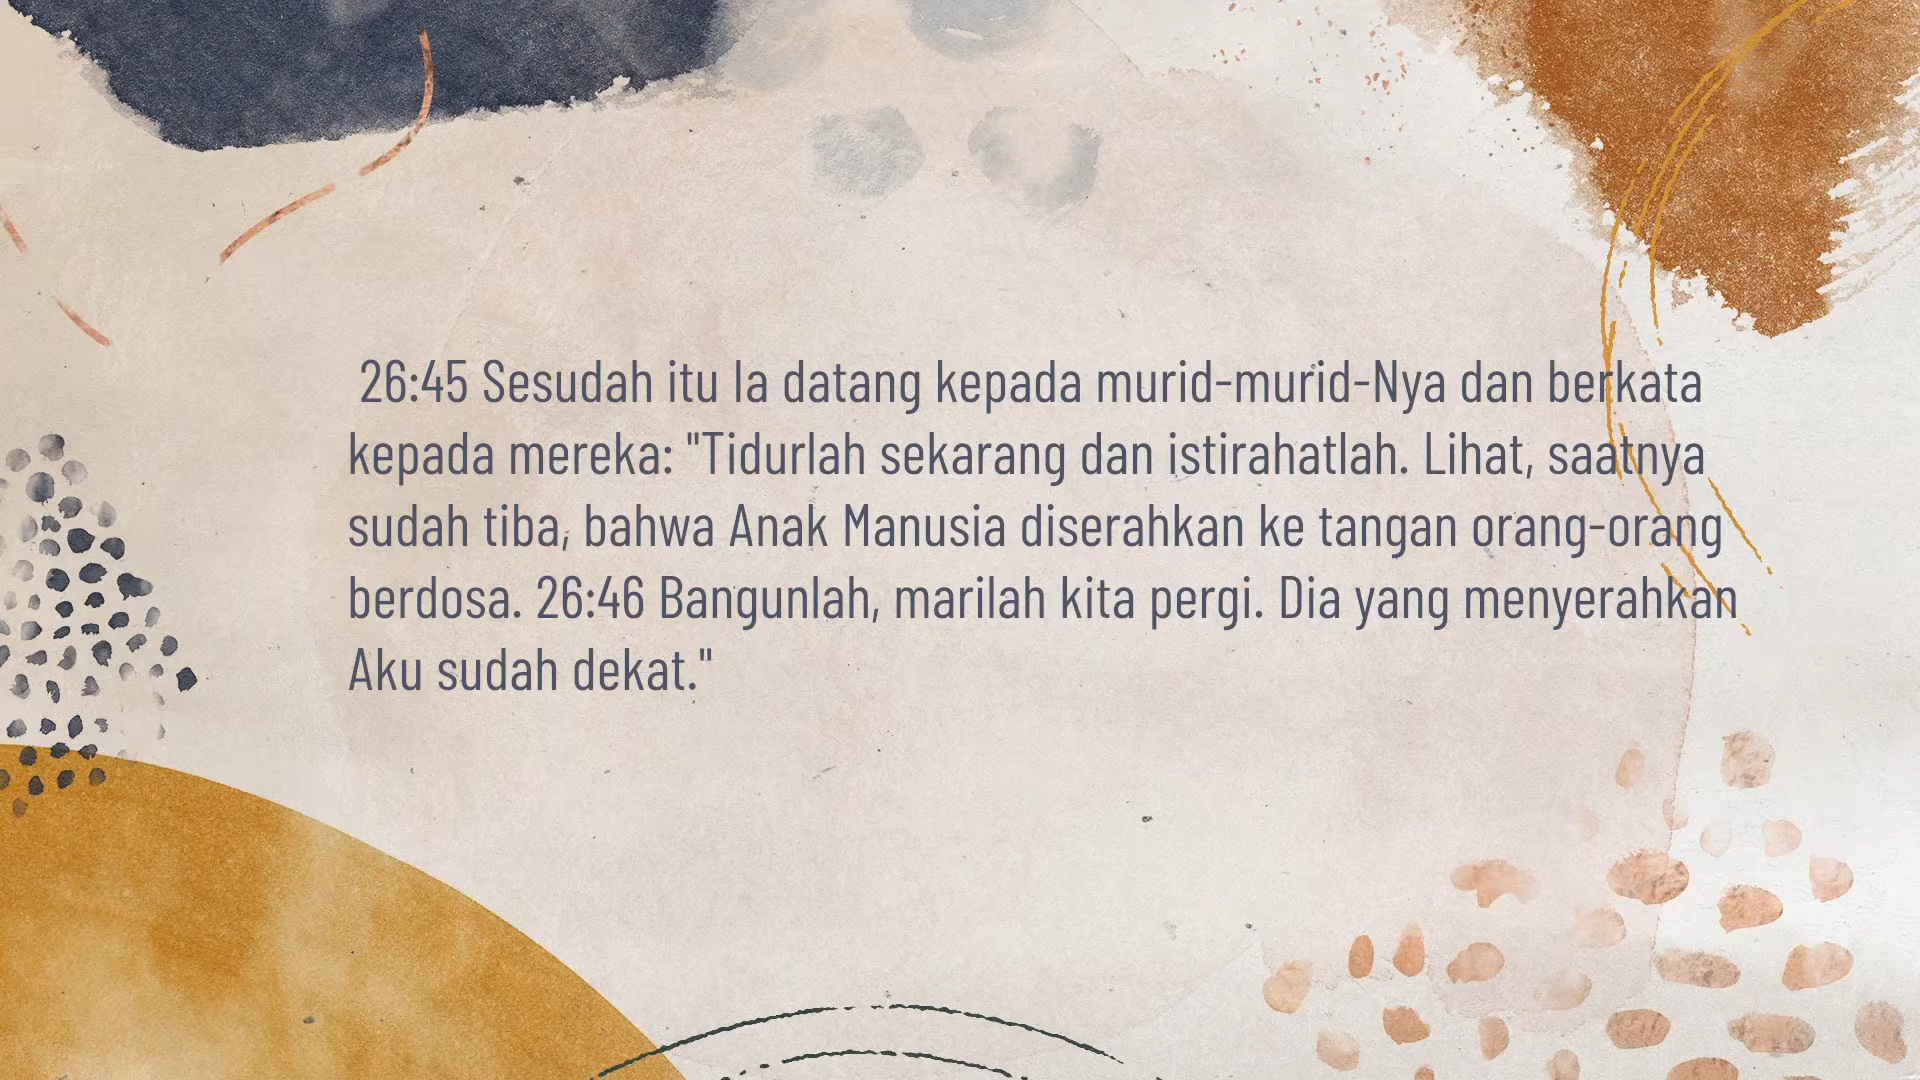 26:45 Sesudah itu Ia datang kepada murid-murid-Nya dan berkata
kepada mereka: "Tidurlah sekarang dan istirahatlah. Lihat, saatnya
sudah tiba, bahwa Anak Manusia diserahkan ke tangan orang-orang
berdosa. 26:46 Bangunlah, marilah kita pergi. Dia yang menyerahkan
Aku sudah dekat."